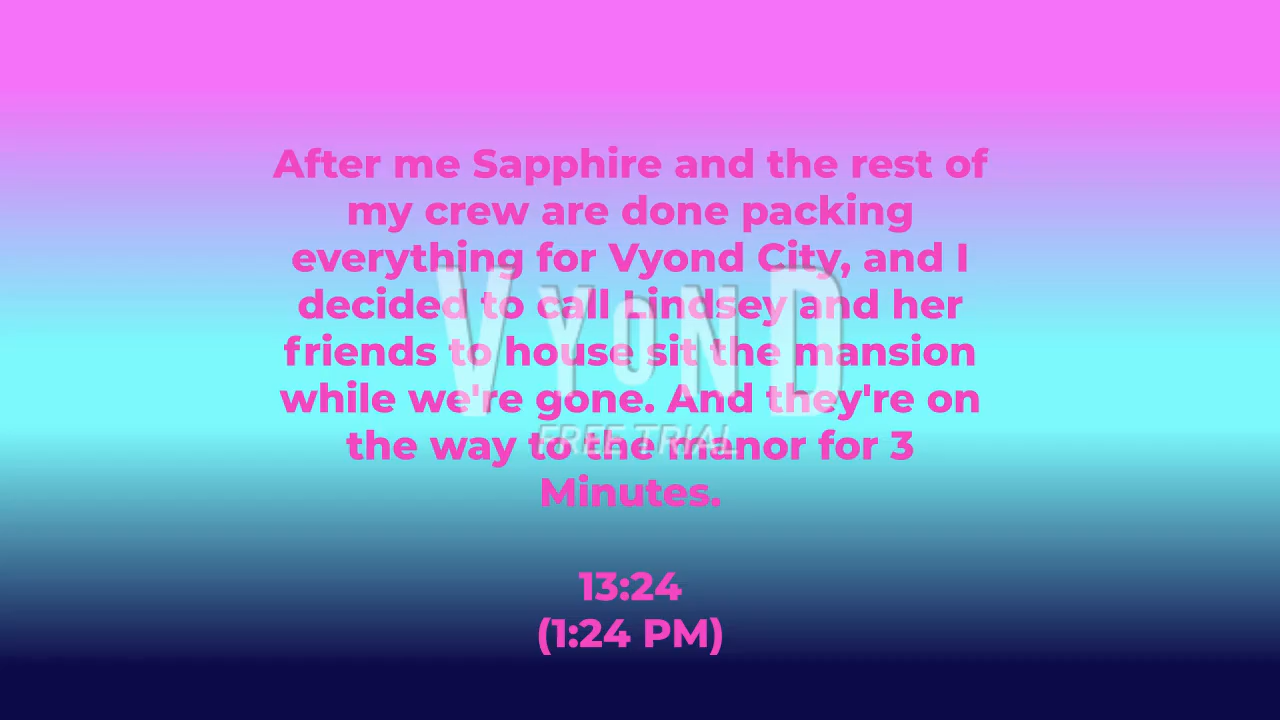 After me Sapphire and the rest of
my crew are done packing
everything for Vyond City, and I
decided to call Lindsey and her
friends to house sit the mansion
while we're gone. And they're on
the way to the manor for 3
Minutes.
13:24
(1:24 PM)
VYOND
FREE TRIAL